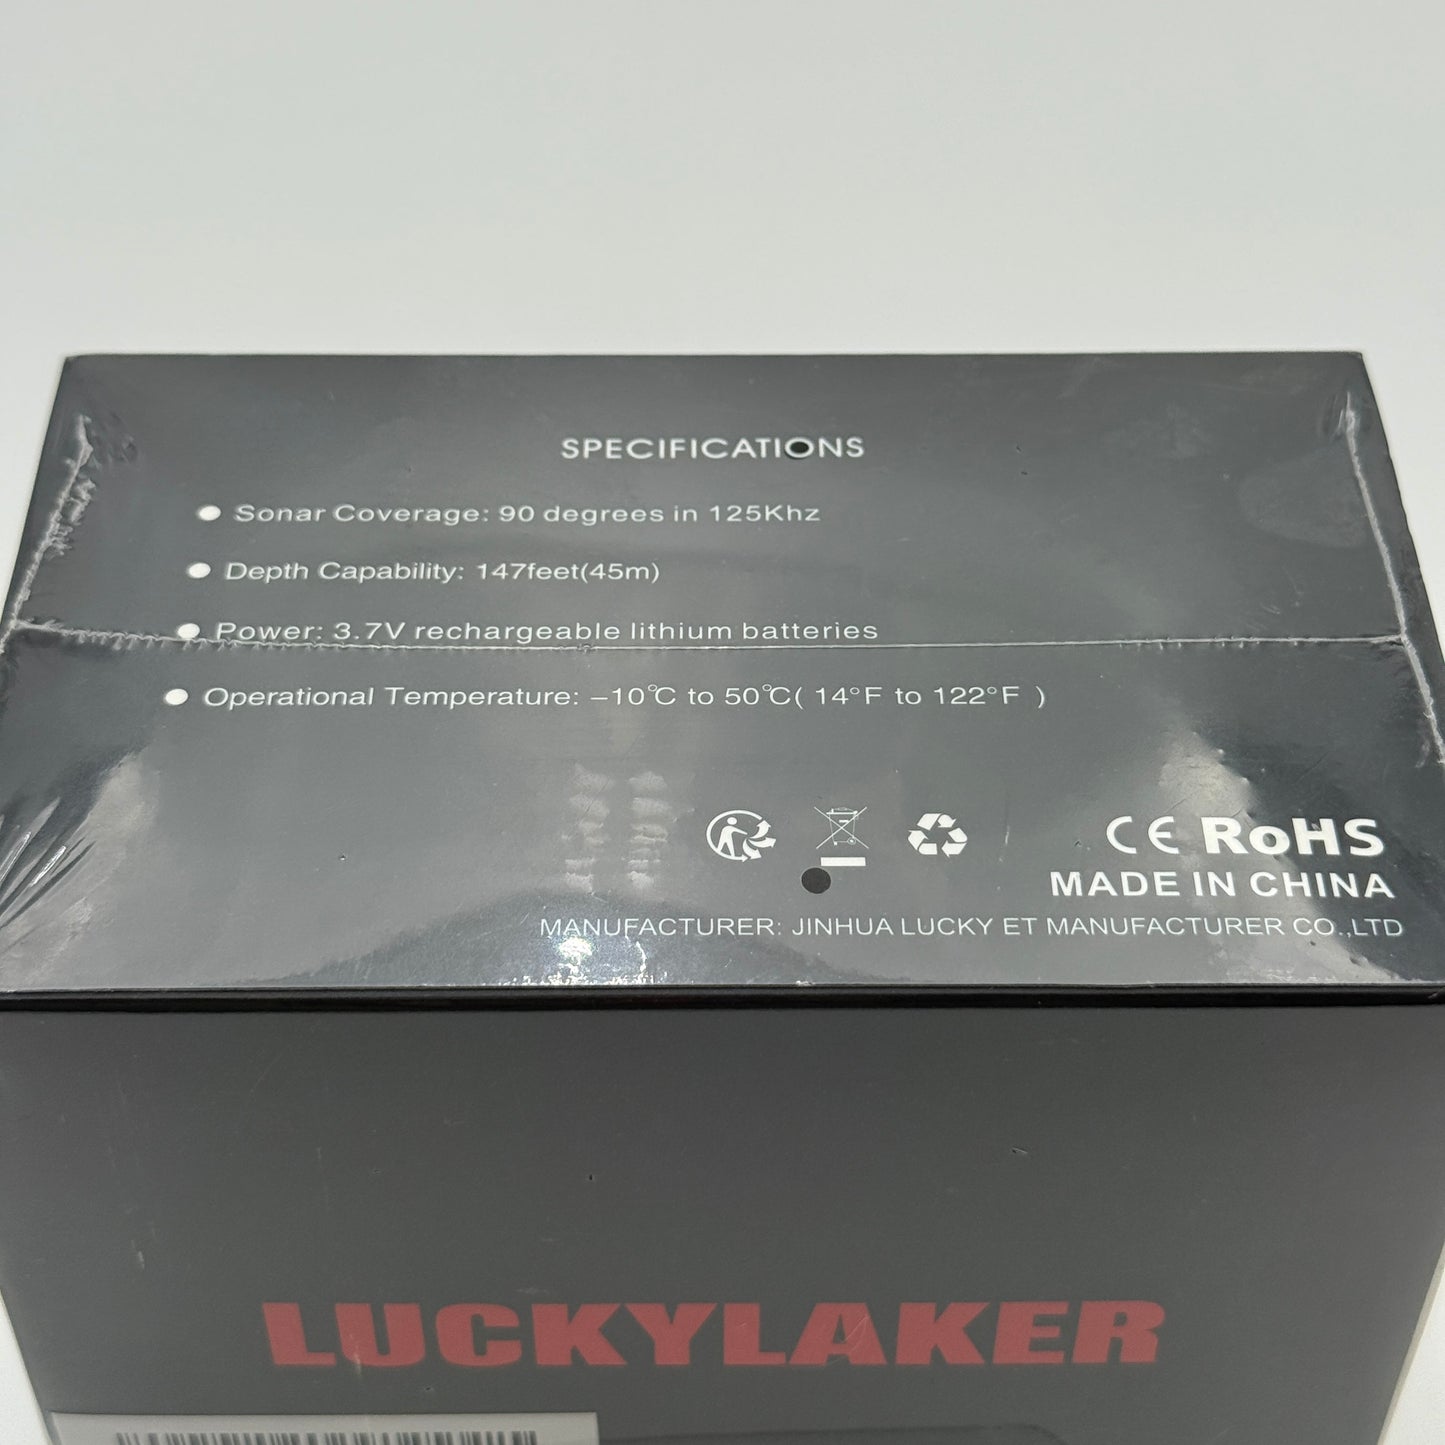 SPECIFICATIONS
Sonar Coverage: 90 degrees in 125Khz
Depth Capability: 147feet(45m)
Power: 3.7V rechargeable lithium batteries
Operational Temperature: –10℃ to 50℃( 14°F to 122°F )
CE RoHS
MADE IN CHINA
MANUFACTURER: JINHUA LUCKY ET MANUFACTURER CO.,LTD
LUCKYLAKER